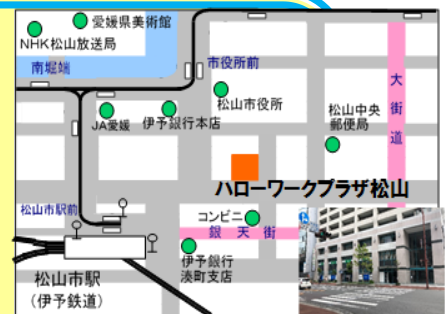 愛媛県美術館
NHK松山放送局
南堀端
市役所前
松山市役所
大街道
JA愛媛
伊予銀行本店
松山中央
郵便局
ハローワークプラザ松山
松山市駅前
コンビニ
銀天街
伊予銀行
湊町支店
松山市駅
（伊予鉄道）